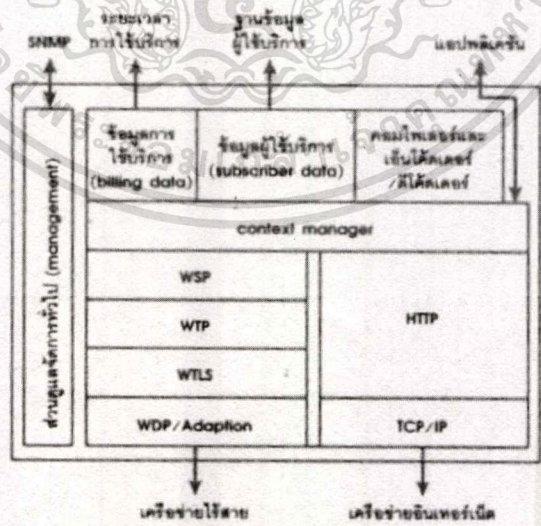 SNMP
ระยะเวลา
การใช้บริการ
ฐานข้อมูล
ผู้ใช้บริการ
แอปพลิเคชัน
ส่วนดูแลจัดการทั่วไป (management)
ข้อมูลการ
ใช้บริการ
(billing data)
ข้อมูลผู้ใช้บริการ
(subscriber data)
คอมไพเลอร์และ
เอ็นโค้ดเดอร์
/ดีโค้ดเดอร์
context manager
WSP
WTP
WTLS
WDP/Adaption
HTTP
TCP/IP
เครือข่ายไร้สาย
เครือข่ายอินเทอร์เน็ต